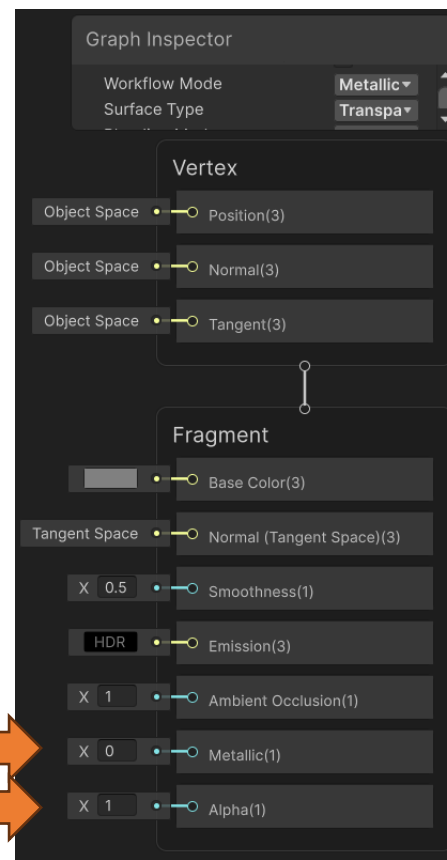 Graph Inspector
Workflow Mode Metallic
Surface Type Transpa
Vertex
Object Space Position(3)
Object Space Normal(3)
Object Space Tangent(3)
Fragment
Base Color(3)
Tangent Space Normal (Tangent Space)(3)
X 0.5 Smoothness(1)
HDR Emission(3)
X 1 Ambient Occlusion(1)
X 0 Metallic(1)
X 1 Alpha(1)